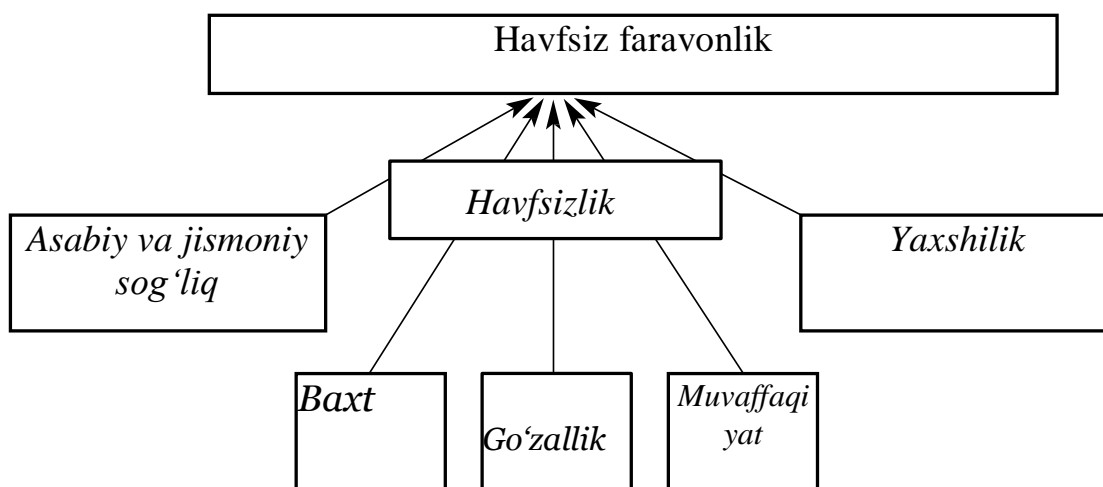 Havfsiz faravonlik
Havfsizlik
Asabiy va jismoniy
sog‘liq
Yaxshilik
Baxt
Go‘zallik
Muvaffaqi
yat